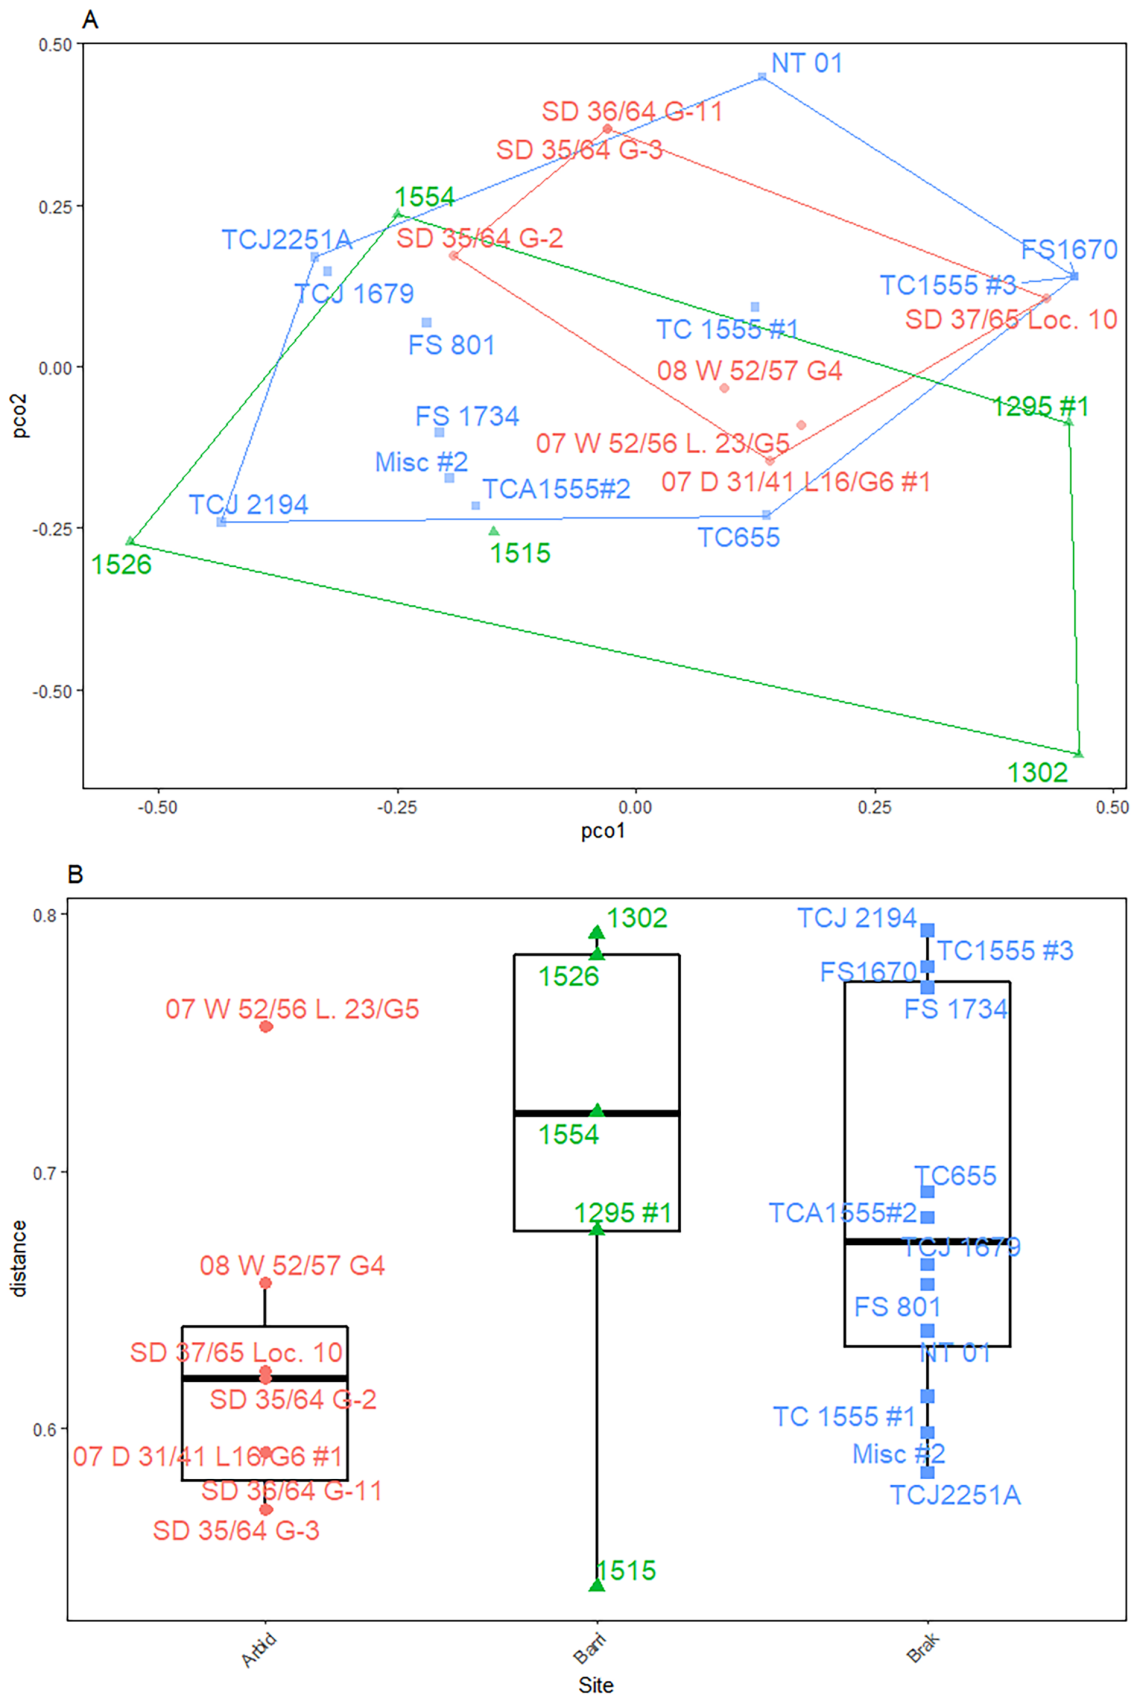 A
0.50
NT 01
SD 36/64 G-11
SD 35/64 G-3
0.25
1554
TCJ2251A
SD 35/64 G-2
FS1670
TCJ 1679
TC1555 #3
SD 37/65 Loc. 10
FS 801
TC 1555 #1
0.00
08 W 52/57 G4
pco2
FS 1734
1295 #1
07 W 52/56 L. 23/G5
Misc #2
07 D 31/41 L16/G6 #1
TCA1555#2
TCJ 2194
-0.25
TC655
1526
1515
-0.50
1302
-0.50
-0.25
0.00
0.25
0.50
pco1
B
0.8
1302
TCJ 2194
TC1555 #3
1526
FS1670
07 W 52/56 L. 23/G5
FS 1734
1554
0.7
TC655
1295 #1
TCA1555#2
TCJ 1679
distance
08 W 52/57 G4
FS 801
SD 37/65 Loc. 10
NT 01
SD 35/64 G-2
TC 1555 #1
0.6
07 D 31/41 L16/G6 #1
Misc #2
SD 36/64 G-11
TCJ2251A
SD 35/64 G-3
1515
Arbid
Barri
Brak
Site